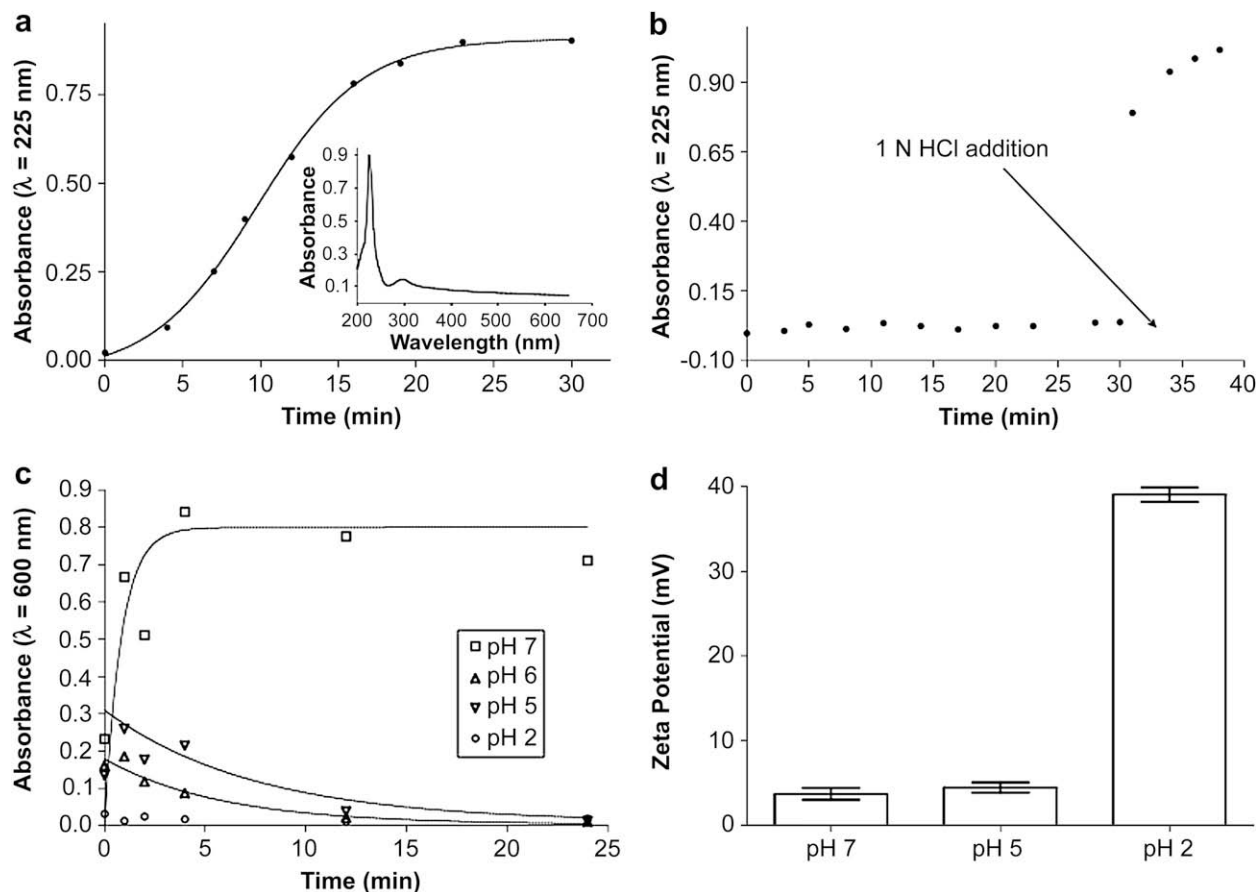 a
Absorbance (λ = 225 nm)
0.75
0.50
0.25
0.00
0 5 10 15 20 25 30
Time (min)
Absorbance
0.9
0.7
0.5
0.3
0.1
200 300 400 500 600 700
Wavelength (nm)
b
Absorbance (λ = 225 nm)
0.90
0.65
0.40
0.15
-0.10
1 N HCl addition
0 5 10 15 20 25 30 35 40
Time (min)
c
Absorbance (λ = 600 nm)
0.9
0.8
0.7
0.6
0.5
0.4
0.3
0.2
0.1
0.0
pH 7
pH 6
pH 5
pH 2
0 5 10 15 20 25
Time (min)
d
Zeta Potential (mV)
40
30
20
10
0
pH 7 pH 5 pH 2